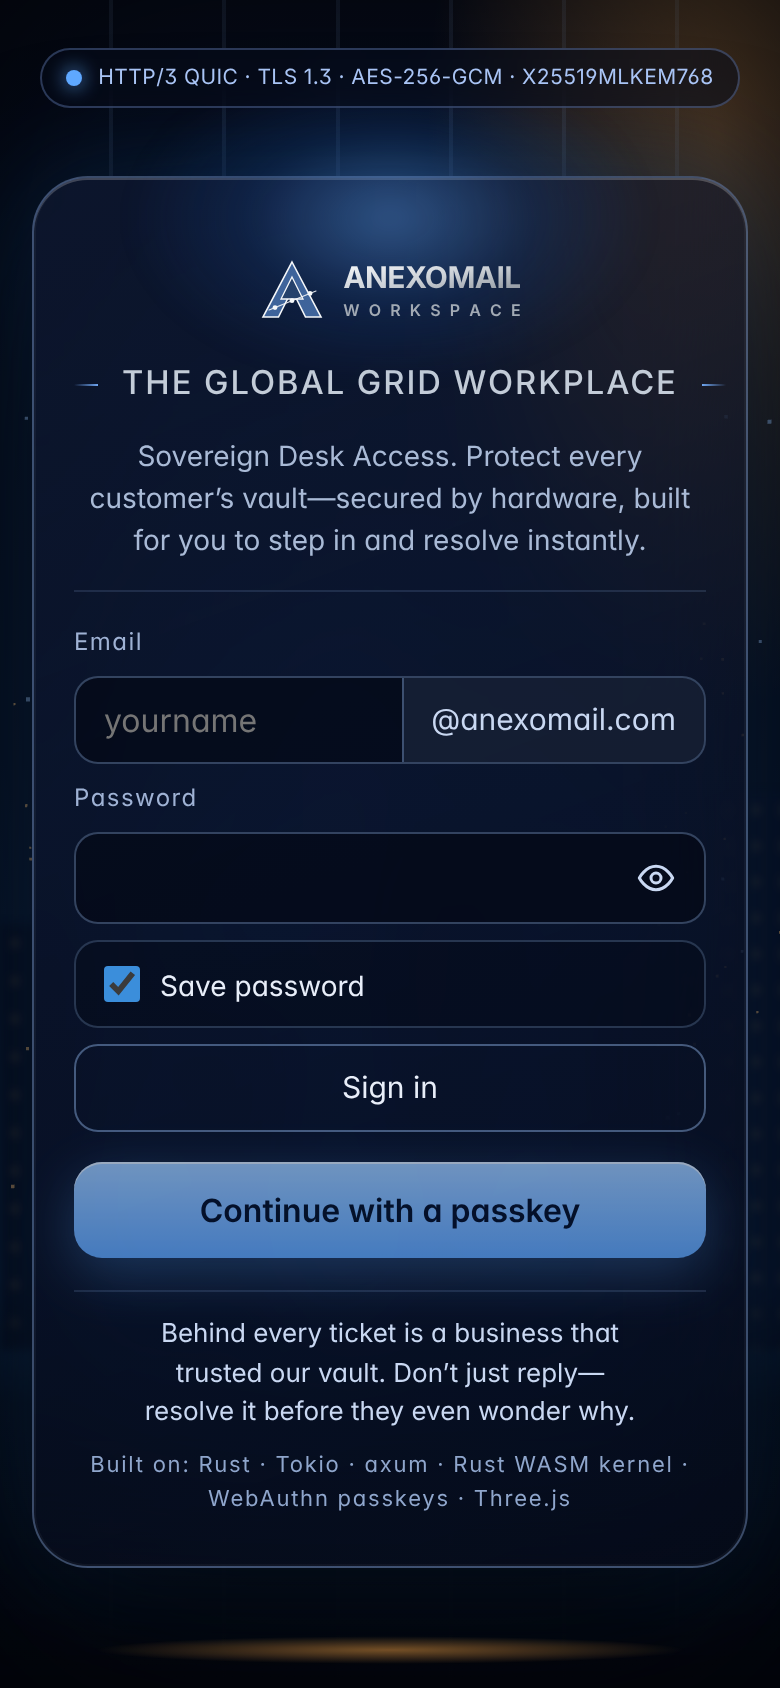 HTTP/3 QUIC · TLS 1.3 · AES-256-GCM · X25519MLKEM768
ANEXOMAIL
WORKSPACE
THE GLOBAL GRID WORKPLACE
Sovereign Desk Access. Protect every
customer’s vault—secured by hardware, built
for you to step in and resolve instantly.
Email
yourname
@anexomail.com
Password
Save password
Sign in
Continue with a passkey
Behind every ticket is a business that
trusted our vault. Don’t just reply—
resolve it before they even wonder why.
Built on: Rust · Tokio · axum · Rust WASM kernel ·
WebAuthn passkeys · Three.js